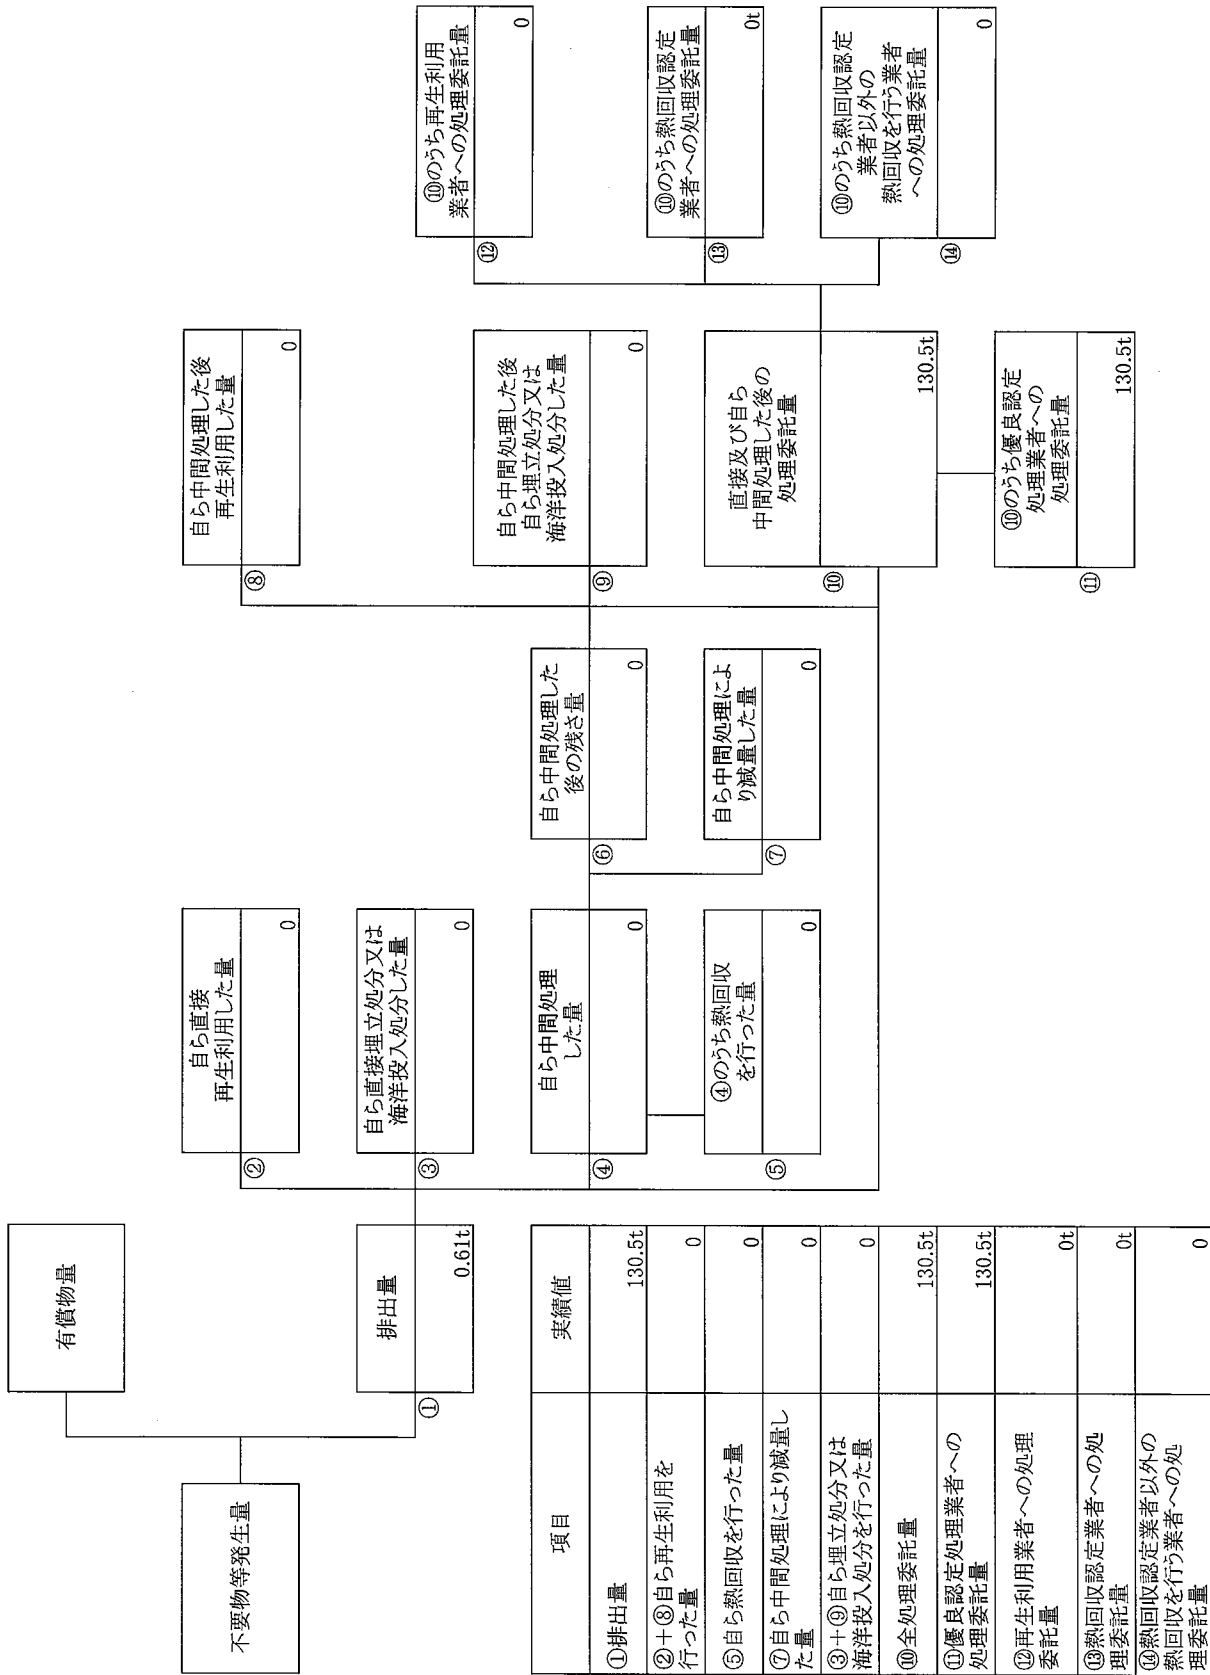 不要物等発生量
有償物量
排出量
①
0.61t
自ら直接
再生利用した量
②
0
自ら直接埋立処分又は
海洋投入処分した量
③
0
自ら中間処理
した量
④
0
④のうち熱回収
を行った量
⑤
0
自ら中間処理した
後の残さ量
⑥
0
自ら中間処理によ
り減量した量
⑦
0
自ら中間処理した後
再生利用した量
⑧
0
自ら中間処理した後
自ら埋立処分又は
海洋投入処分した量
⑨
0
直接及び自ら
中間処理した後の
処理委託量
⑩
130.5t
⑩のうち優良認定
処理業者への
処理委託量
⑪
130.5t
⑩のうち再生利用
業者への処理委託量
⑫
0
⑩のうち熱回収認定
業者への処理委託量
⑬
0t
⑩のうち熱回収認定
業者以外の
熱回収を行う業者
への処理委託量
⑭
0
項目
実績値
①排出量
130.5t
②+⑧自ら再生利用を
行った量
0
⑤自ら熱回収を行った量
0
⑦自ら中間処理により減量し
た量
0
③+⑨自ら埋立処分又は
海洋投入処分を行った量
0
⑩全処理委託量
130.5t
⑪優良認定処理業者への
処理委託量
130.5t
⑫再生利用業者への処理
委託量
0t
⑬熱回収認定業者への処
理委託量
0t
⑭熱回収認定業者以外の
熱回収を行う業者への処
理委託量
0